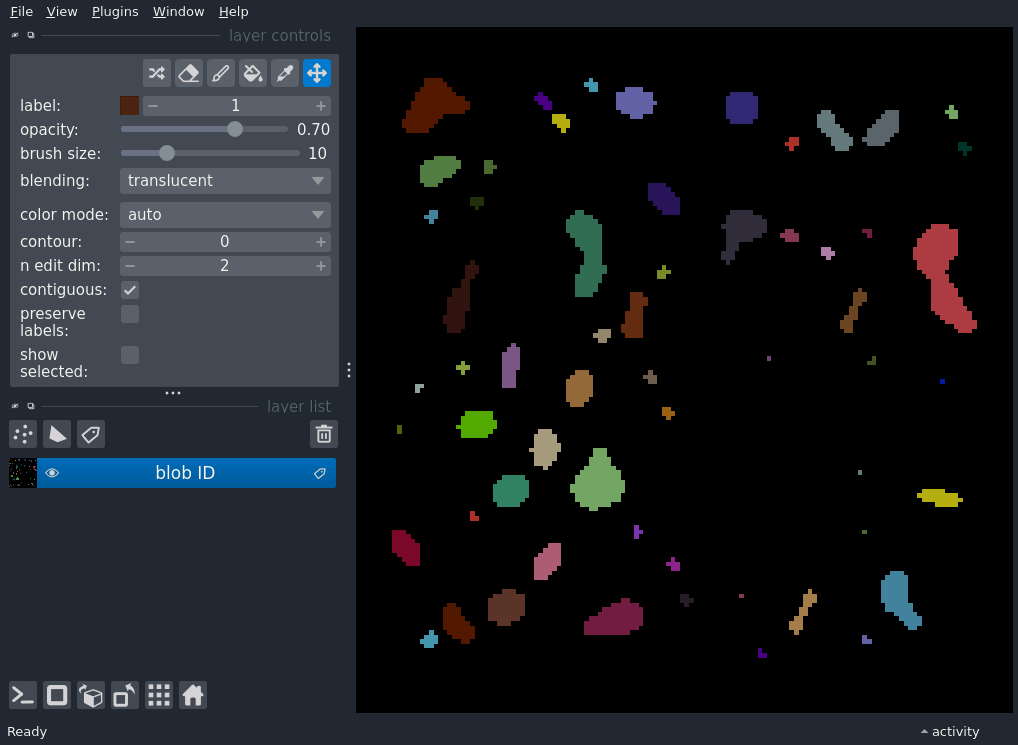 File View Plugins Window Help
layer controls
label: 1
opacity: 0.70
brush size: 10
blending: translucent
color mode: auto
contour: 0
n edit dim: 2
contiguous:
preserve
labels:
show
selected:
layer list
blob ID
Ready
activity